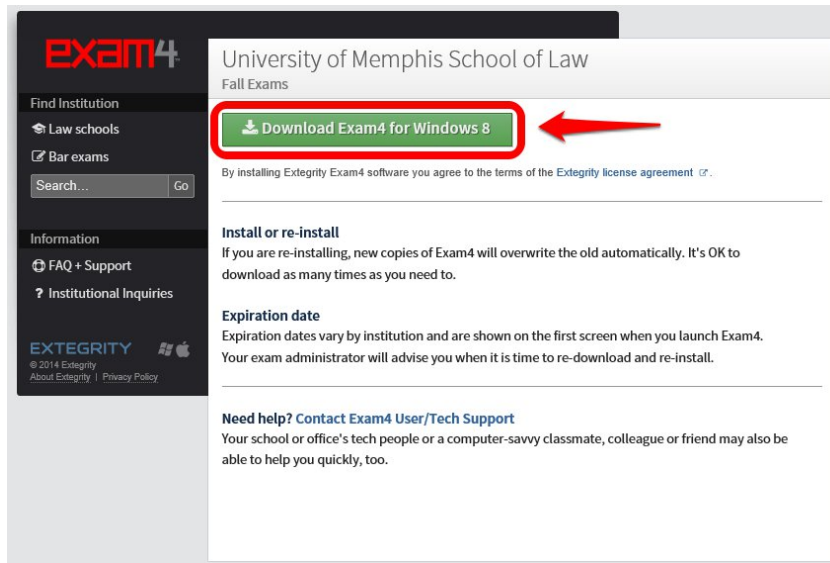 exam4
Find Institution
Law schools
Bar exams
Search...
Go
Information
FAQ + Support
? Institutional Inquiries
EXTEGRITY
© 2014 Extegrity
About Extegrity | Privacy Policy
University of Memphis School of Law
Fall Exams
Download Exam4 for Windows 8
By installing Extegrity Exam4 software you agree to the terms of the Extegrity license agreement .
Install or re-install
If you are re-installing, new copies of Exam4 will overwrite the old automatically. It's OK to
download as many times as you need to.
Expiration date
Expiration dates vary by institution and are shown on the first screen when you launch Exam4.
Your exam administrator will advise you when it is time to re-download and re-install.
Need help? Contact Exam4 User/Tech Support
Your school or office's tech people or a computer-savvy classmate, colleague or friend may also be
able to help you quickly, too.